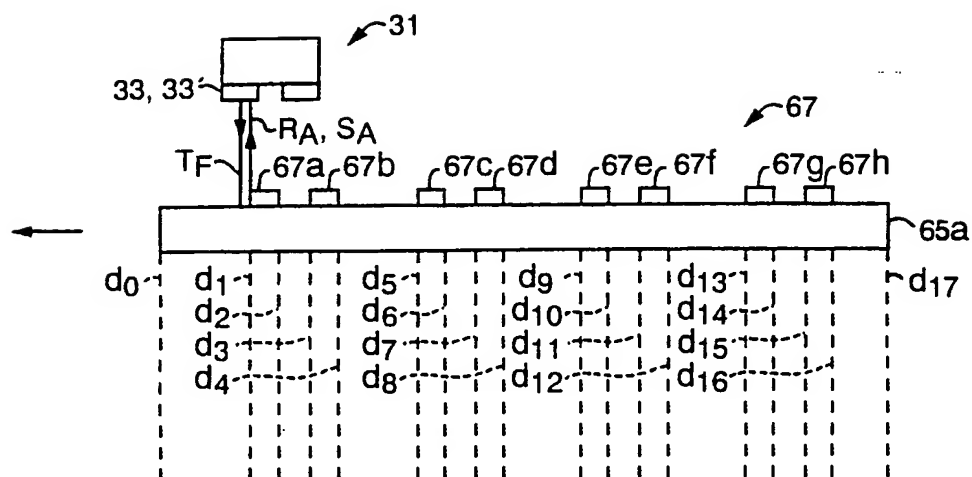 31
33, 33′
RA, SA
TF
67
67a 67b 67c 67d 67e 67f 67g 67h
65a
d0 d1 d5 d9 d13 d17
d2 d6 d10 d14
d3 d7 d11 d15
d4 d8 d12 d16